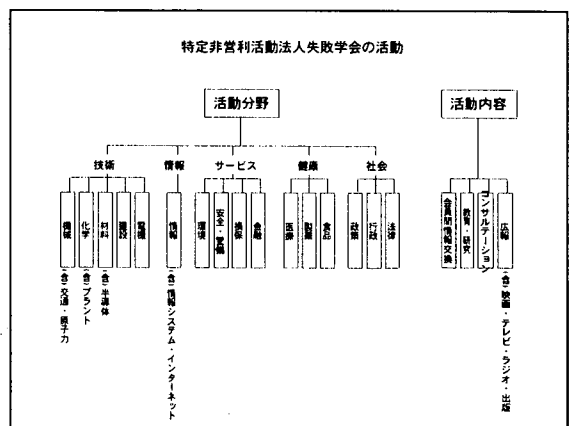 特定非営利活動法人失敗学会の活動
活動分野
活動内容
技術
情報
サービス
健康
社会
機械
化学
材料
建設
電機
情報
環境
安全・警備
損保
金融
医療
製薬
食品
政策
行政
法律
会員間情報交換
教育・研究
コンサルテーション
広報
(含)交通・原子力
(含)プラント
(含)半導体
(含)情報システム・インターネット
(含)映画・テレビ・ラジオ・出版